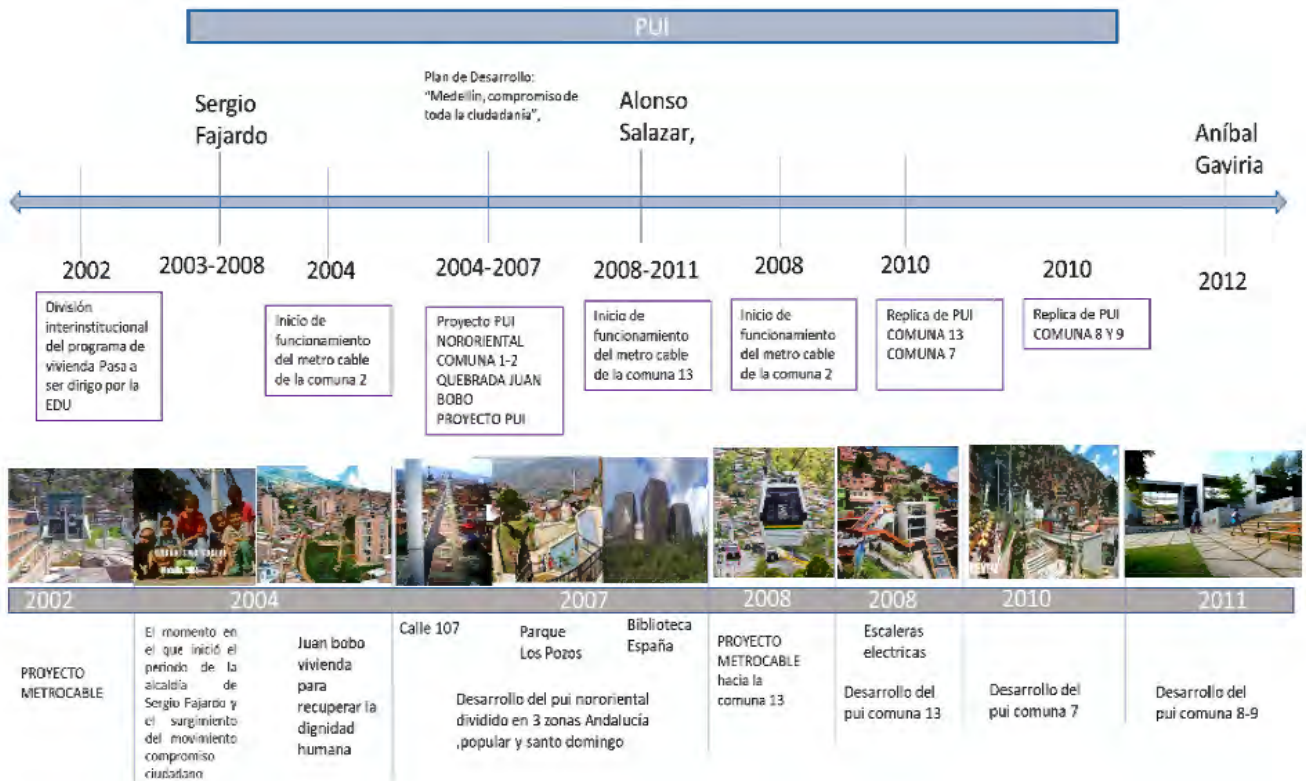 PUI
Sergio
Fajardo
Plan de Desarrollo:
"Medellín, compromiso de
toda la ciudadanía",
Alonso
Salazar,
Aníbal
Gaviria
2002
2003-2008
2004
2004-2007
2008-2011
2008
2010
2010
2012
División
interinstitucional
del programa de
vivienda Pasa a
ser dirigo por la
EDU
Inicio de
funcionamiento
del metro cable
de la comuna 2
Proyecto PUI
NORORIENTAL
COMUNA 1-2
QUEBRADA JUAN
BOBO
PROYECTO PUI
Inicio de
funcionamiento
del metro cable
de la comuna 13
Inicio de
funcionamiento
del metro cable
de la comuna 2
Replica de PUI
COMUNA 13
COMUNA 7
Replica de PUI
COMUNA 8 Y 9
2002
2004
2007
2008
2008
2010
2011
PROYECTO
METROCABLE
El momento en
el que inició el
periodo de la
alcaldía de
Sergio Fajardo y
el surgimiento
del movimiento
compromiso
ciudadano
Juan bobo
vivienda
para
recuperar la
dignidad
humana
Calle 107
Parque
Los Pozos
Biblioteca
España
Desarrollo del pui nororiental
dividido en 3 zonas Andalucía
,popular y santo domingo
PROYECTO
METROCABLE
hacia la
comuna 13
Escaleras
electricas
Desarrollo del
pui comuna 13
Desarrollo del
pui comuna 7
Desarrollo del
pui comuna 8-9